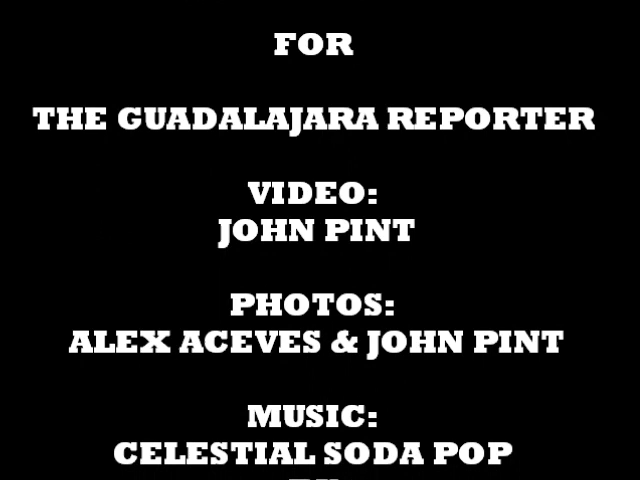 FOR
THE GUADALAJARA REPORTER
VIDEO:
JOHN PINT
PHOTOS:
ALEX ACEVES & JOHN PINT
MUSIC:
CELESTIAL SODA POP